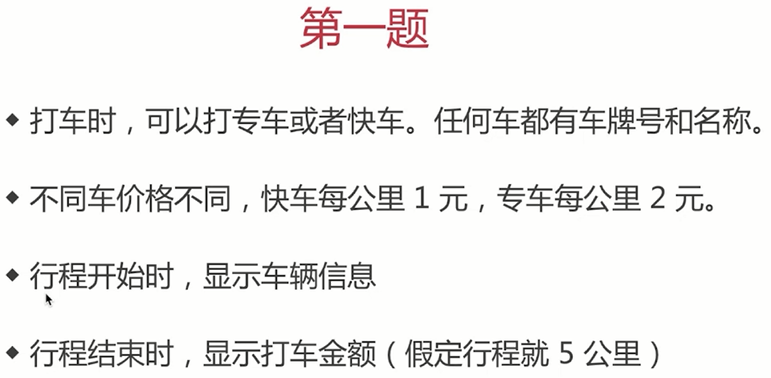 第一题
◆ 打车时，可以打专车或者快车。任何车都有车牌号和名称。
◆ 不同车价格不同，快车每公里 1 元，专车每公里 2 元。
◆ 行程开始时，显示车辆信息
◆ 行程结束时，显示打车金额（假定行程就 5 公里）